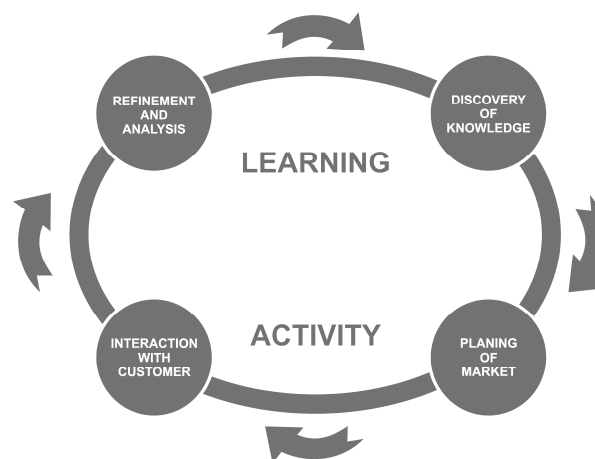 REFINEMENT
AND
ANALYSIS
DISCOVERY
OF
KNOWLEDGE
LEARNING
ACTIVITY
INTERACTION
WITH
CUSTOMER
PLANING
OF
MARKET